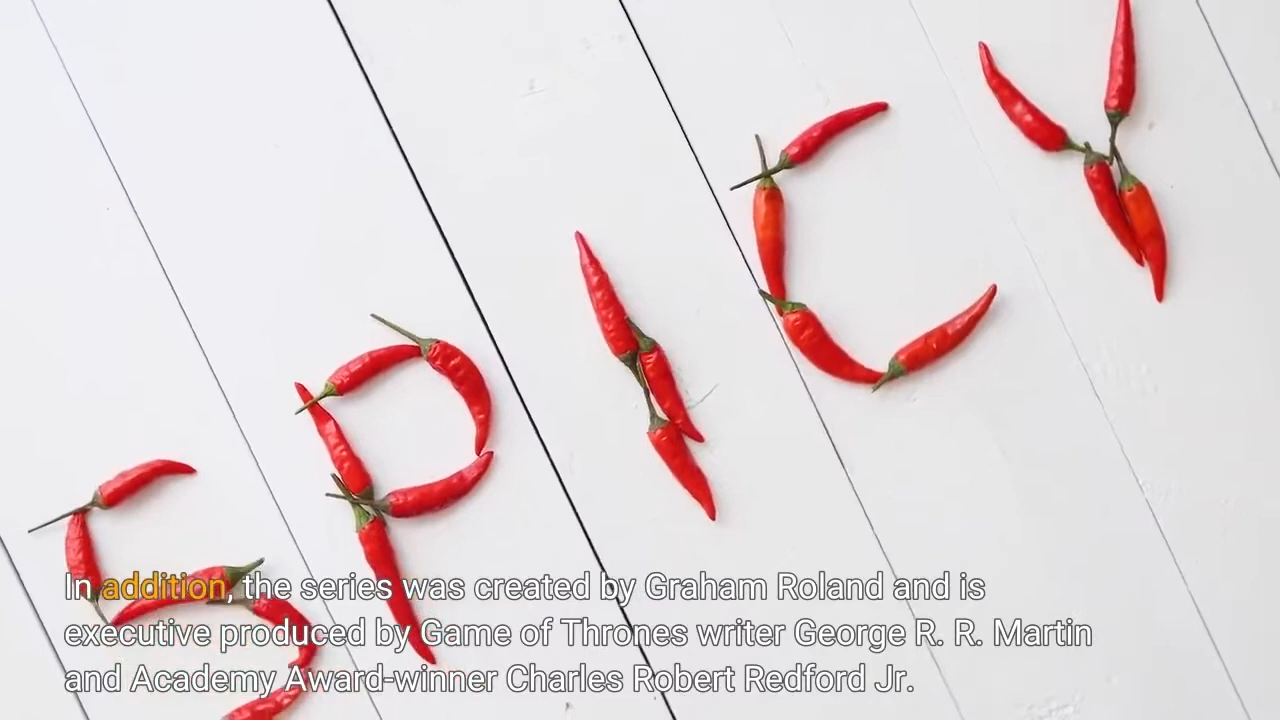 SPICY
In addition, the series was created by Graham Roland and is
executive produced by Game of Thrones writer George R. R. Martin
and Academy Award-winner Charles Robert Redford Jr.